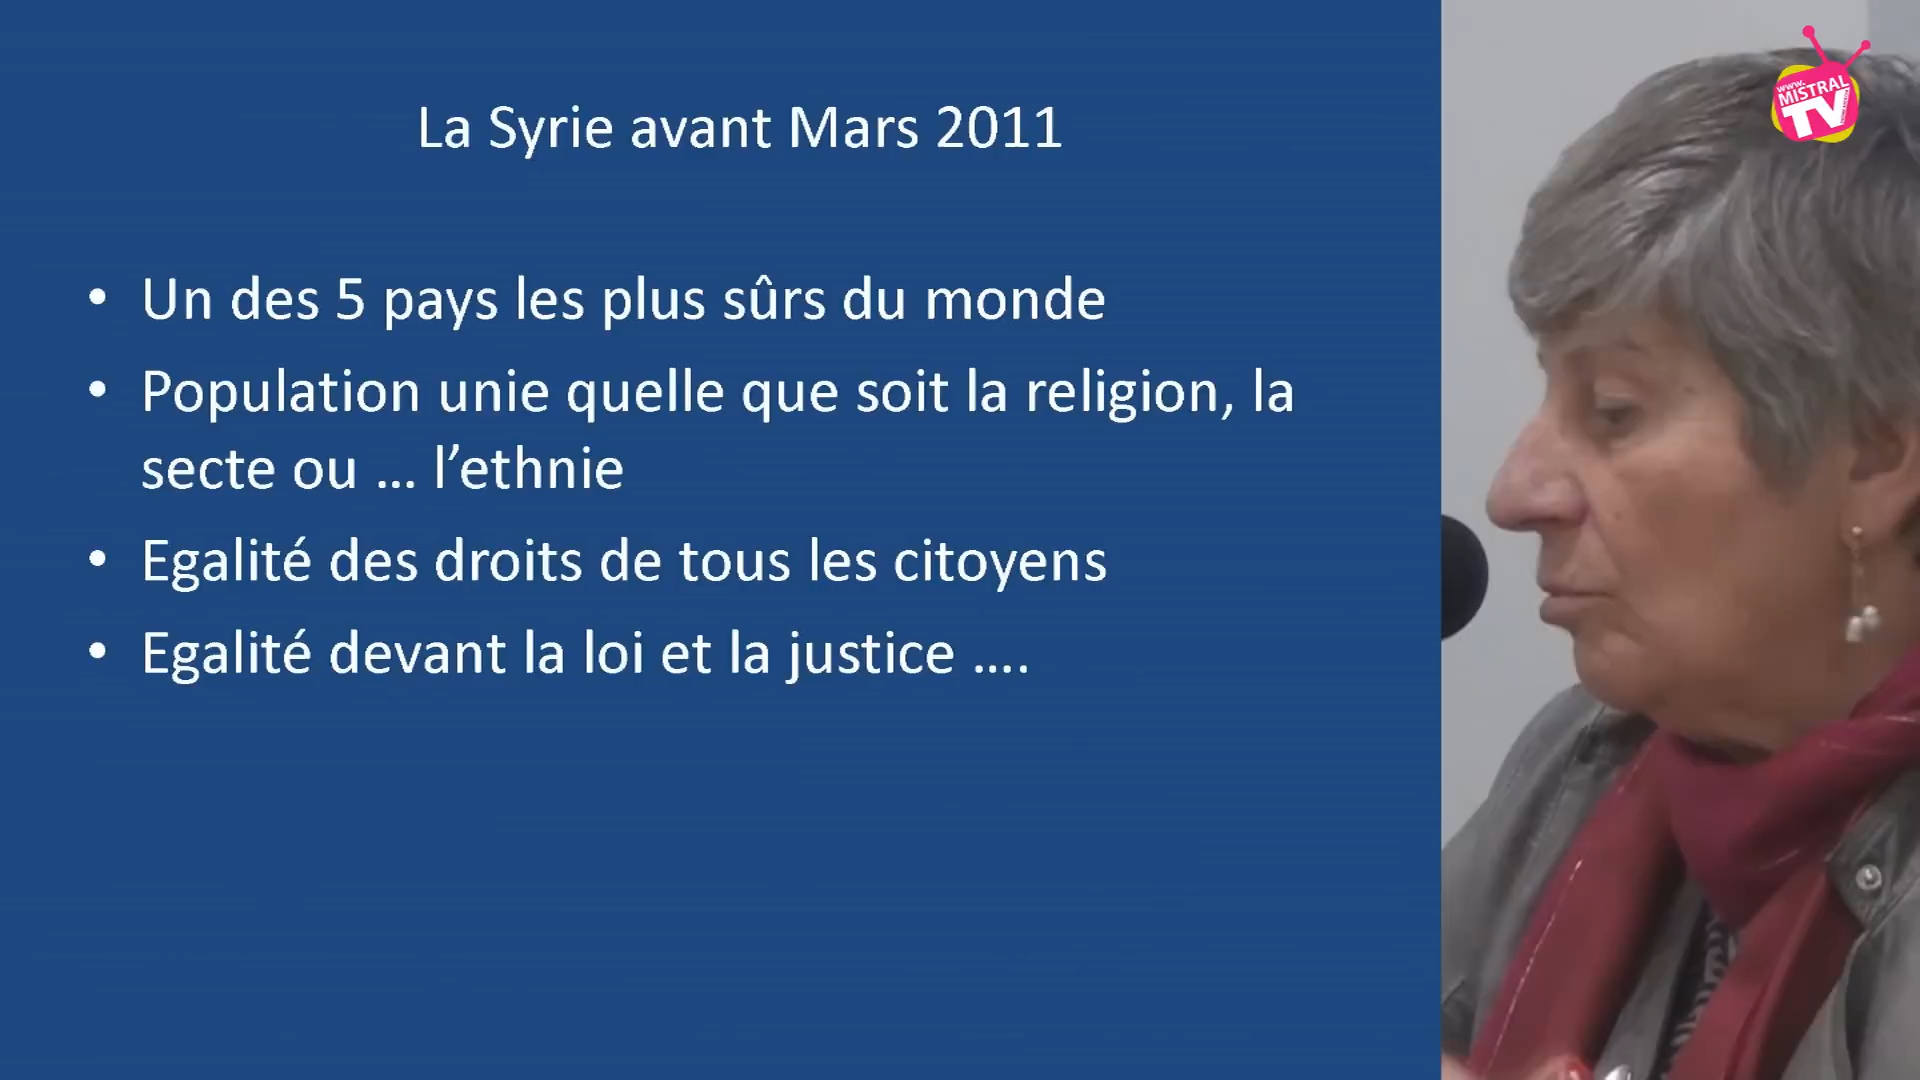 La Syrie avant Mars 2011
• Un des 5 pays les plus sûrs du monde
• Population unie quelle que soit la religion, la
secte ou ... l’ethnie
• Egalité des droits de tous les citoyens
• Egalité devant la loi et la justice ....
www.
MISTRAL
TV